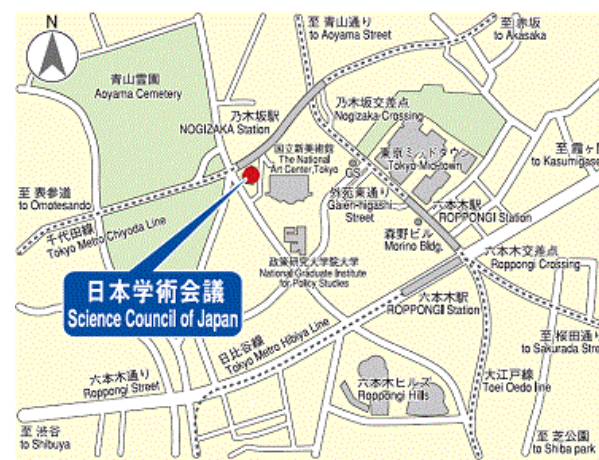 N
至 青山通り
to Aoyama Street
至 赤坂
to Akasaka
青山霊園
Aoyama Cemetery
乃木坂駅
NOGIZAKA Station
乃木坂交差点
Nogizaka Crossing
国立新美術館
The National
Art Center,Tokyo
東京ミッドタウン
Tokyo Mid-town
GS
至 霞ヶ
to Kasumigase
至 表参道
to Omotesando
外苑東通り
Gaien-higashi
Street
六本木駅
ROPPONGI Station
千代田線
Tokyo Metro Chiyoda Line
森野ビル
Morino Bldg.
六本木交差点
Roppongi Crossing
政策研究大学院大学
National Graduate Institute
for Policy Studies
日本学術会議
Science Council of Japan
六本木駅
ROPPONGII Station
日比谷線
Tokyo Metro Hibiya Line
至 桜田通り
to Sakurada Stre
六本木通り
Roppongi Street
六本木ヒルズ
Roppongi Hills
大江戸線
Toei Oedo line
至 渋谷
to Shibuya
至 芝公園
to Shiba park